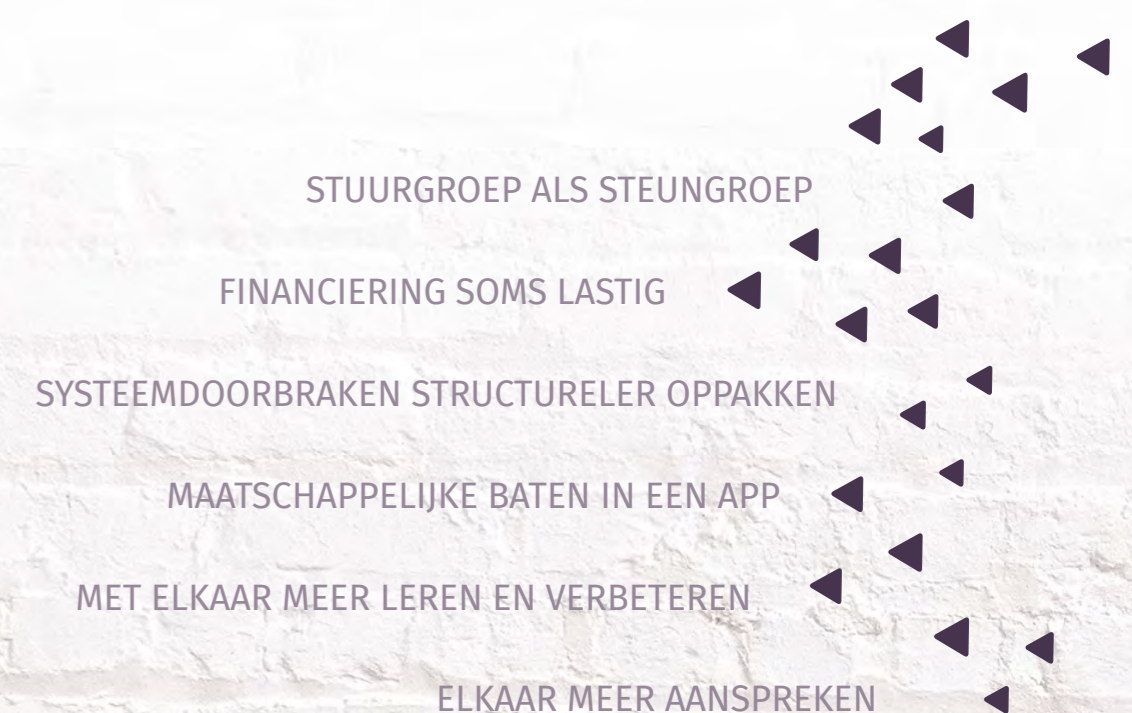 STUURGROEP ALS STEUNGROEP
FINANCIERING SOMS LASTIG
SYSTEEMDOORBRAKEN STRUCTURELER OPPAKKEN
MAATSCHAPPELIJKE BATEN IN EEN APP
MET ELKAAR MEER LEREN EN VERBETEREN
ELKAAR MEER AANSPREKEN